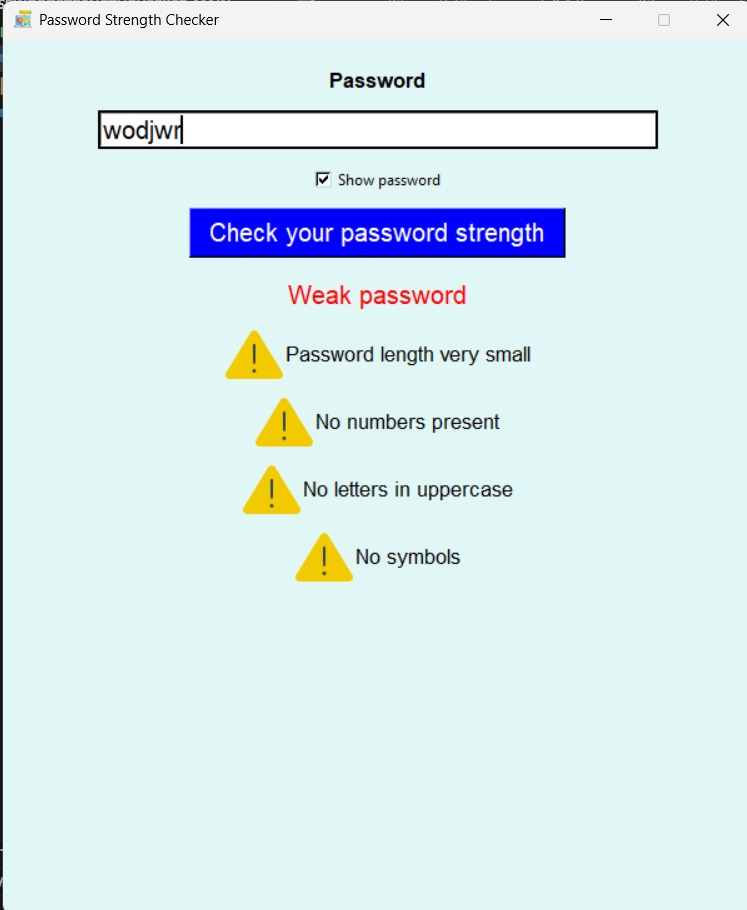 Password Strength Checker
Password
wodjwr
Show password
Check your password strength
Weak password
Password length very small
No numbers present
No letters in uppercase
No symbols